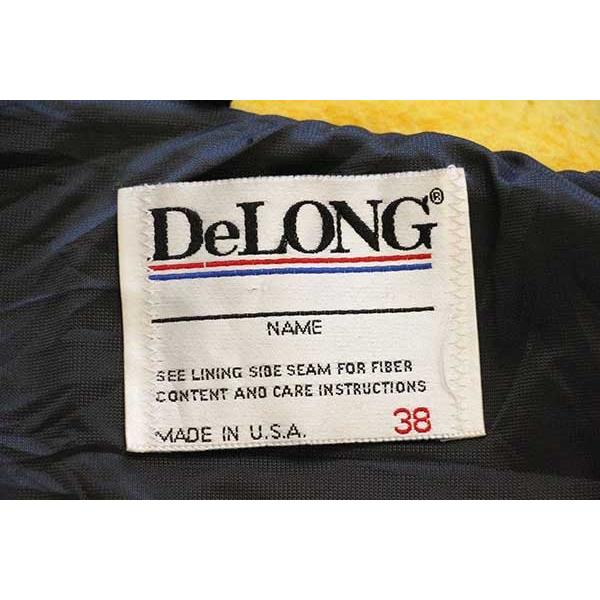 DeLONG®
NAME
SEE LINING SIDE SEAM FOR FIBER
CONTENT AND CARE INSTRUCTIONS
MADE IN U.S.A. 38